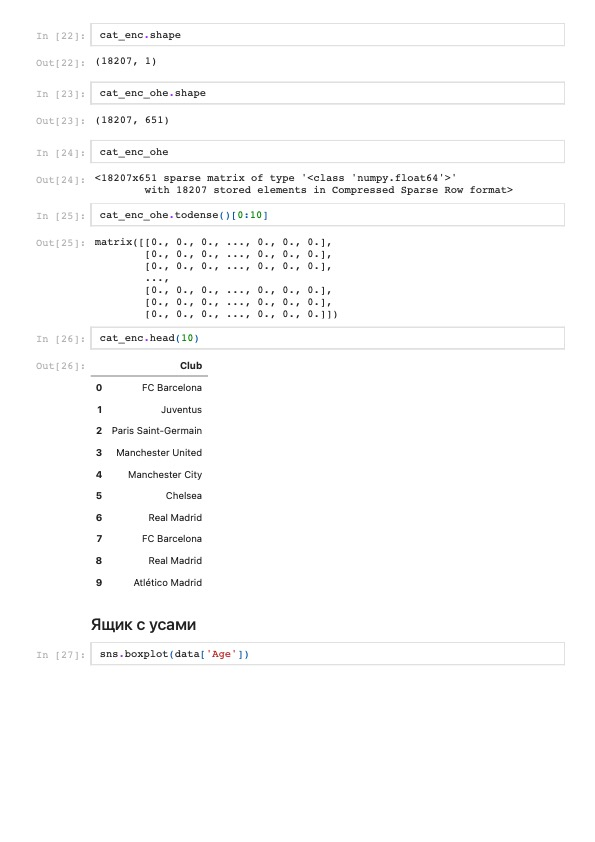 In [22]: cat_enc.shape
Out[22]: (18207, 1)
In [23]: cat_enc_ohe.shape
Out[23]: (18207, 651)
In [24]: cat_enc_ohe
Out[24]: <18207x651 sparse matrix of type '<class 'numpy.float64'>'
with 18207 stored elements in Compressed Sparse Row format>
In [25]: cat_enc_ohe.todense()[0:10]
Out[25]: matrix([[0., 0., 0., ..., 0., 0., 0.],
[0., 0., 0., ..., 0., 0., 0.],
[0., 0., 0., ..., 0., 0., 0.],
...,
[0., 0., 0., ..., 0., 0., 0.],
[0., 0., 0., ..., 0., 0., 0.],
[0., 0., 0., ..., 0., 0., 0.]])
In [26]: cat_enc.head(10)
Out[26]: Club
0 FC Barcelona
1 Juventus
2 Paris Saint-Germain
3 Manchester United
4 Manchester City
5 Chelsea
6 Real Madrid
7 FC Barcelona
8 Real Madrid
9 Atlético Madrid
Ящик с усами
In [27]: sns.boxplot(data['Age'])